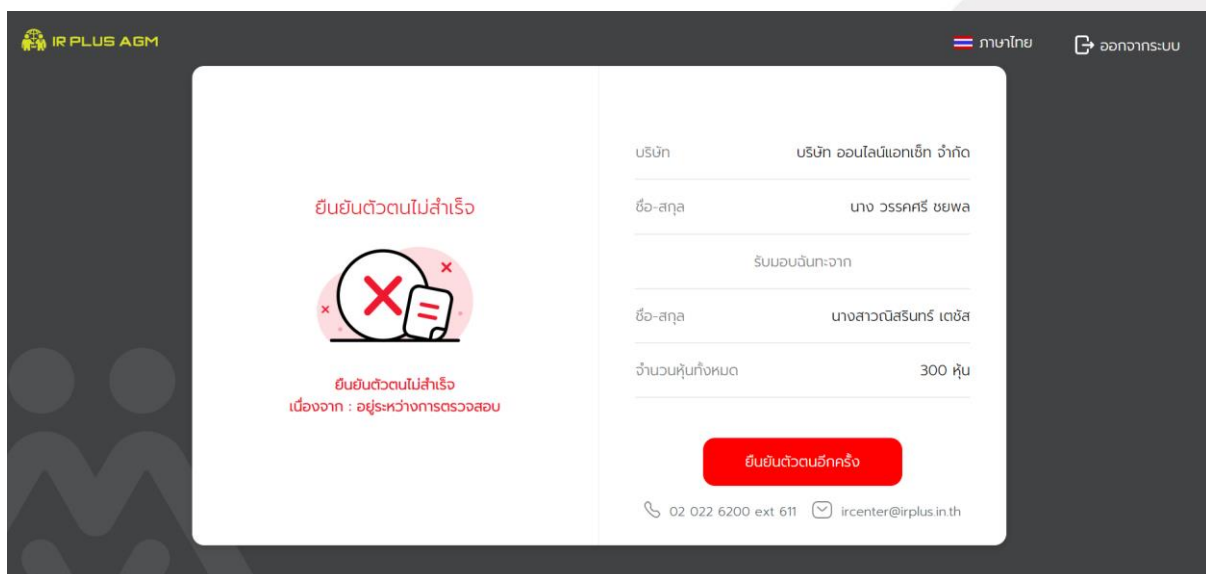 IR PLUS AGM
ภาษาไทย
ออกจากระบบ
ยืนยันตัวตนไม่สำเร็จ
ยืนยันตัวตนไม่สำเร็จ
เนื่องจาก : อยู่ระหว่างการตรวจสอบ
บริษัท บริษัท ออนไลน์แอทเซ็ท จำกัด
ชื่อ-สกุล นาง วรรคศรี ชยพล
รับมอบฉันทะจาก
ชื่อ-สกุล นางสาวณิสรินทร์ เตชัส
จำนวนหุ้นทั้งหมด 300 หุ้น
ยืนยันตัวตนอีกครั้ง
02 022 6200 ext 611 ircenter@irplus.in.th